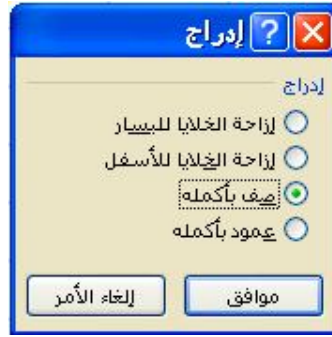 إدراج
إدراج
إزاحة الخلايا لليسار
إزاحة الخلايا للأسفل
صف بأكمله
عمود بأكمله
موافق
إلغاء الأمر